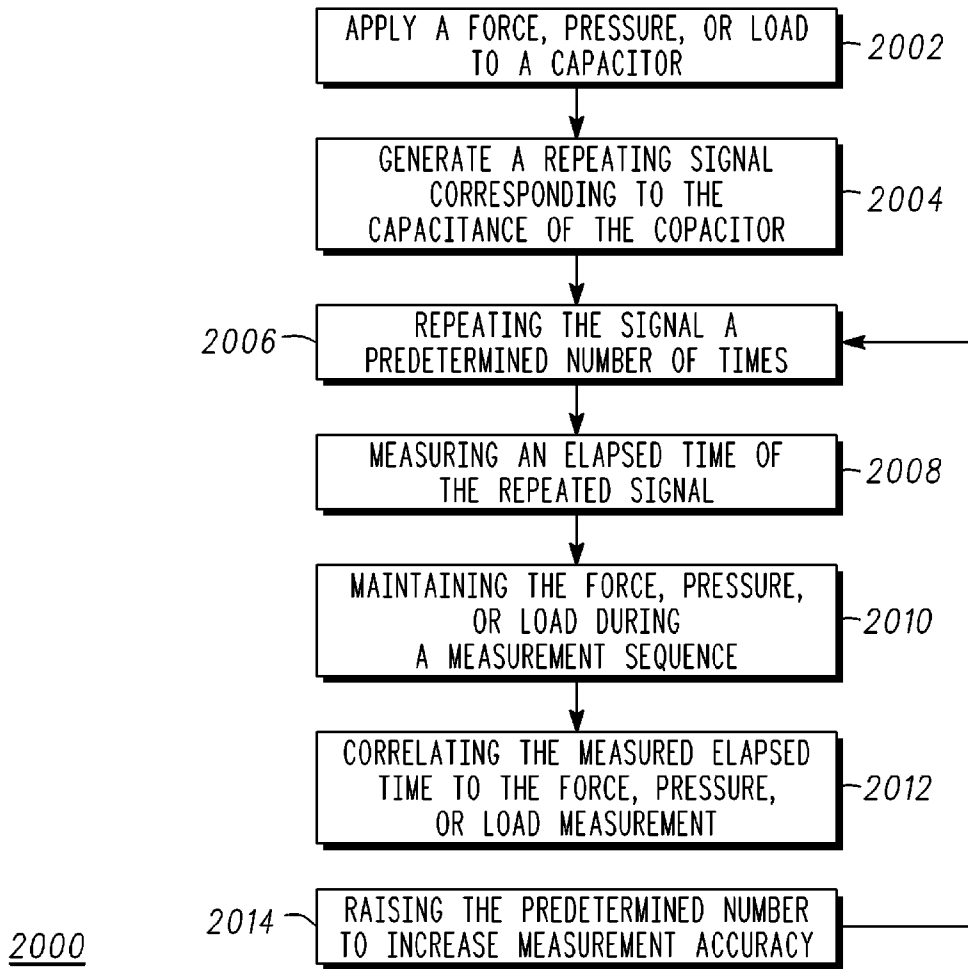 APPLY A FORCE, PRESSURE, OR LOAD
TO A CAPACITOR
2002
GENERATE A REPEATING SIGNAL
CORRESPONDING TO THE
CAPACITANCE OF THE COPACITOR
2004
2006
REPEATING THE SIGNAL A
PREDETERMINED NUMBER OF TIMES
MEASURING AN ELAPSED TIME OF
THE REPEATED SIGNAL
2008
MAINTAINING THE FORCE, PRESSURE,
OR LOAD DURING
A MEASUREMENT SEQUENCE
2010
CORRELATING THE MEASURED ELAPSED
TIME TO THE FORCE, PRESSURE,
OR LOAD MEASUREMENT
2012
2014
RAISING THE PREDETERMINED NUMBER
TO INCREASE MEASUREMENT ACCURACY
2000